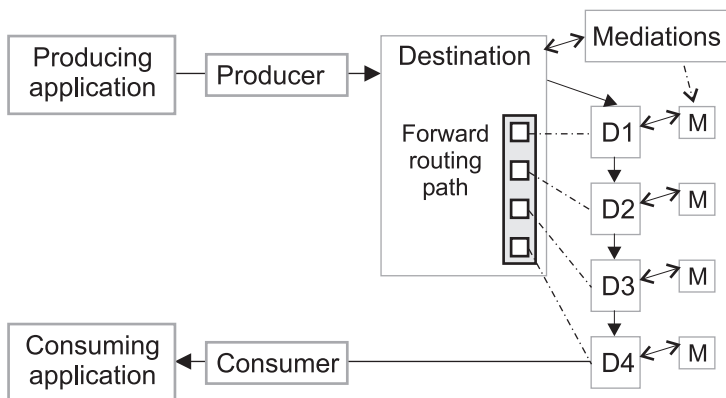 Producing
application
Producer
Destination
Mediations
Forward
routing
path
D1
M
D2
M
D3
M
D4
M
Consuming
application
Consumer